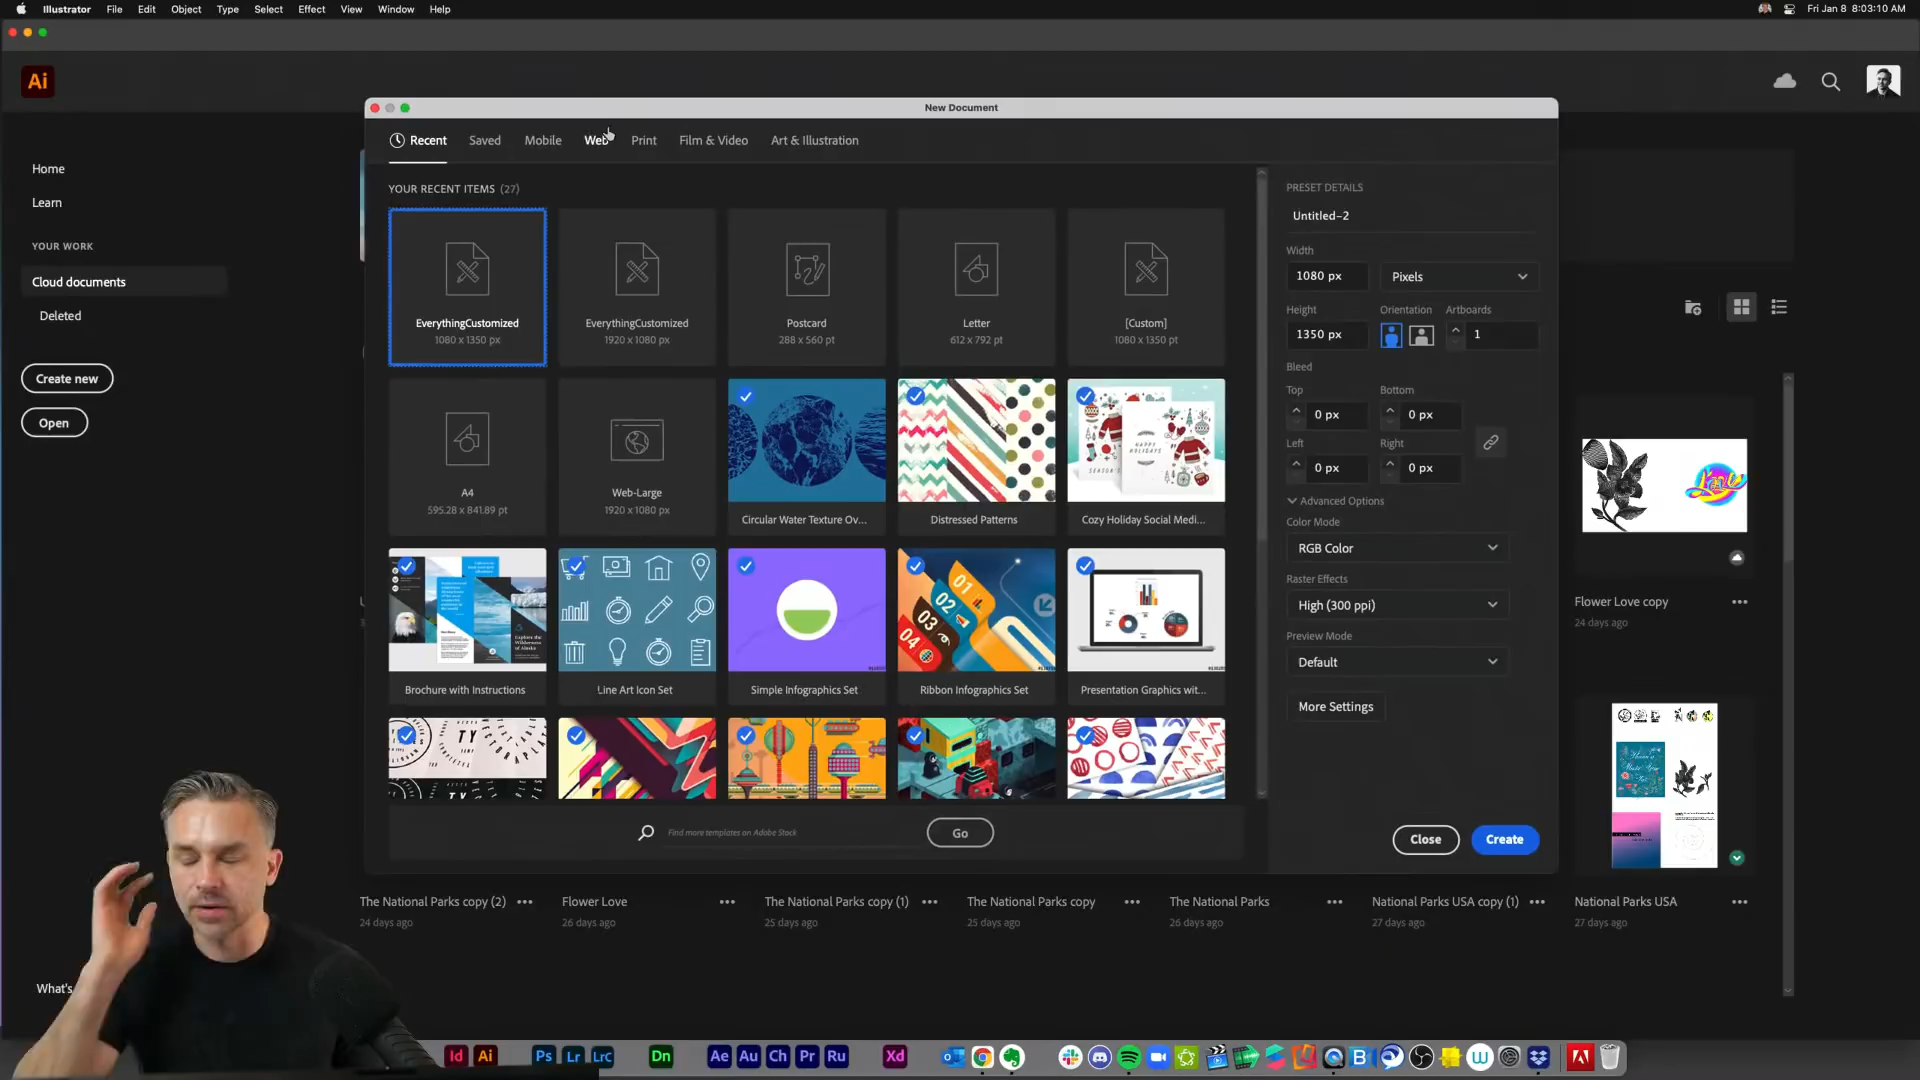 Illustrator File Edit Object Type Select Effect View Window Help
Fri Jan 8 8:03:10 AM
Ai
New Document
Recent Saved Mobile Web Print Film & Video Art & Illustration
Home
Learn
YOUR WORK
Cloud documents
Deleted
Create new
Open
What's
YOUR RECENT ITEMS (27)
EverythingCustomized
1080 x 1350 px
EverythingCustomized
1920 x 1080 px
Postcard
288 x 560 pt
Letter
612 x 792 pt
[Custom]
1080 x 1350 pt
A4
595.28 x 841.89 pt
Web-Large
1920 x 1080 px
Circular Water Texture Ov...
Distressed Patterns
HAPPY
HOLIDAYS
Cozy Holiday Social Medi...
Explore the
Wilderness
of Alaska
Brochure with Instructions
Line Art Icon Set
Simple Infographics Set
01
02
03
04
Ribbon Infographics Set
Presentation Graphics wit...
Find more templates on Adobe Stock
Go
PRESET DETAILS
Untitled-2
Width
1080 px Pixels
Height Orientation Artboards
1350 px 1
Bleed
Top Bottom
0 px 0 px
Left Right
0 px 0 px
Advanced Options
Color Mode
RGB Color
Raster Effects
High (300 ppi)
Preview Mode
Default
More Settings
Close Create
Flower Love copy
24 days ago
The National Parks copy (2)
24 days ago
Flower Love
26 days ago
The National Parks copy (1)
25 days ago
The National Parks copy
25 days ago
The National Parks
26 days ago
National Parks USA copy (1)
27 days ago
National Parks USA
27 days ago
Id Ai Ps Lr LrC Dn Ae Au Ch Pr Ru Xd